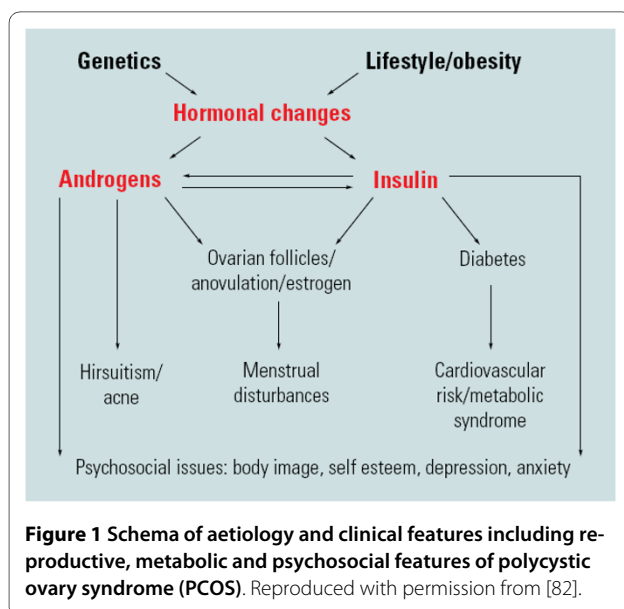 Genetics
Lifestyle/obesity
Hormonal changes
Androgens
Insulin
Ovarian follicles/
anovulation/estrogen
Diabetes
Hirsuitism/
acne
Menstrual
disturbances
Cardiovascular
risk/metabolic
syndrome
Psychosocial issues: body image, self esteem, depression, anxiety
Figure 1 Schema of aetiology and clinical features including re-
productive, metabolic and psychosocial features of polycystic
ovary syndrome (PCOS). Reproduced with permission from [82].